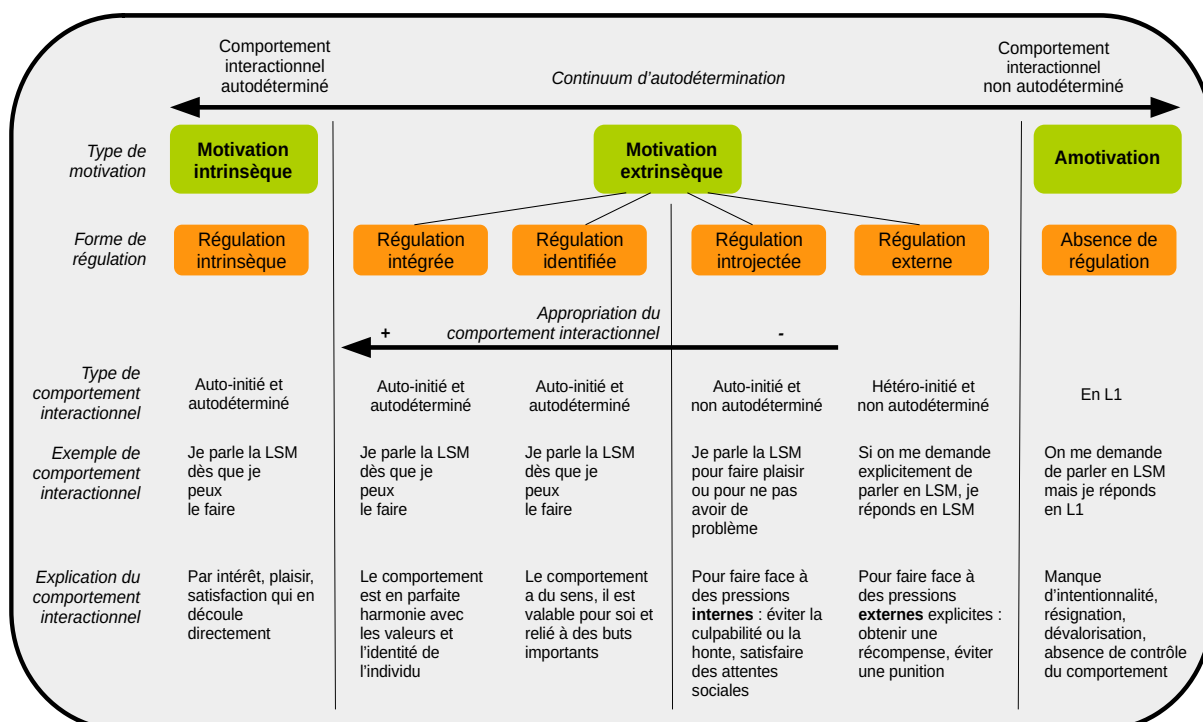 Comportement
interactionnel
autodéterminé
Continuum d'autodétermination
Comportement
interactionnel
non autodéterminé
Type de
motivation
Motivation
intrinsèque
Motivation
extrinsèque
Amotivation
Forme de
régulation
Régulation
intrinsèque
Régulation
intégrée
Régulation
identifiée
Régulation
introjectée
Régulation
externe
Absence de
régulation
Appropriation du
comportement interactionnel
+
-
Type de
comportement
interactionnel
Auto-initié et
autodéterminé
Auto-initié et
autodéterminé
Auto-initié et
autodéterminé
Auto-initié et
non autodéterminé
Hétéro-initié et
non autodéterminé
En L1
Exemple de
comportement
interactionnel
Je parle la LSM
dès que je
peux
le faire
Je parle la LSM
dès que je
peux
le faire
Je parle la LSM
dès que je
peux
le faire
Je parle la LSM
pour faire plaisir
ou pour ne pas
avoir de
problème
Si on me demande
explicitement de
parler en LSM, je
réponds en LSM
On me demande
de parler en LSM
mais je réponds
en L1
Explication du
comportement
interactionnel
Par intérêt, plaisir,
satisfaction qui en
découle
directement
Le comportement
est en parfaite
harmonie avec
les valeurs et
l'identité de
l'individu
Le comportement
a du sens, il est
valable pour soi et
relié à des buts
importants
Pour faire face à
des pressions
internes : éviter la
culpabilité ou la
honte, satisfaire
des attentes
sociales
Pour faire face à
des pressions
externes explicites :
obtenir une
récompense, éviter
une punition
Manque
d'intentionnalité,
résignation,
dévalorisation,
absence de contrôle
du comportement